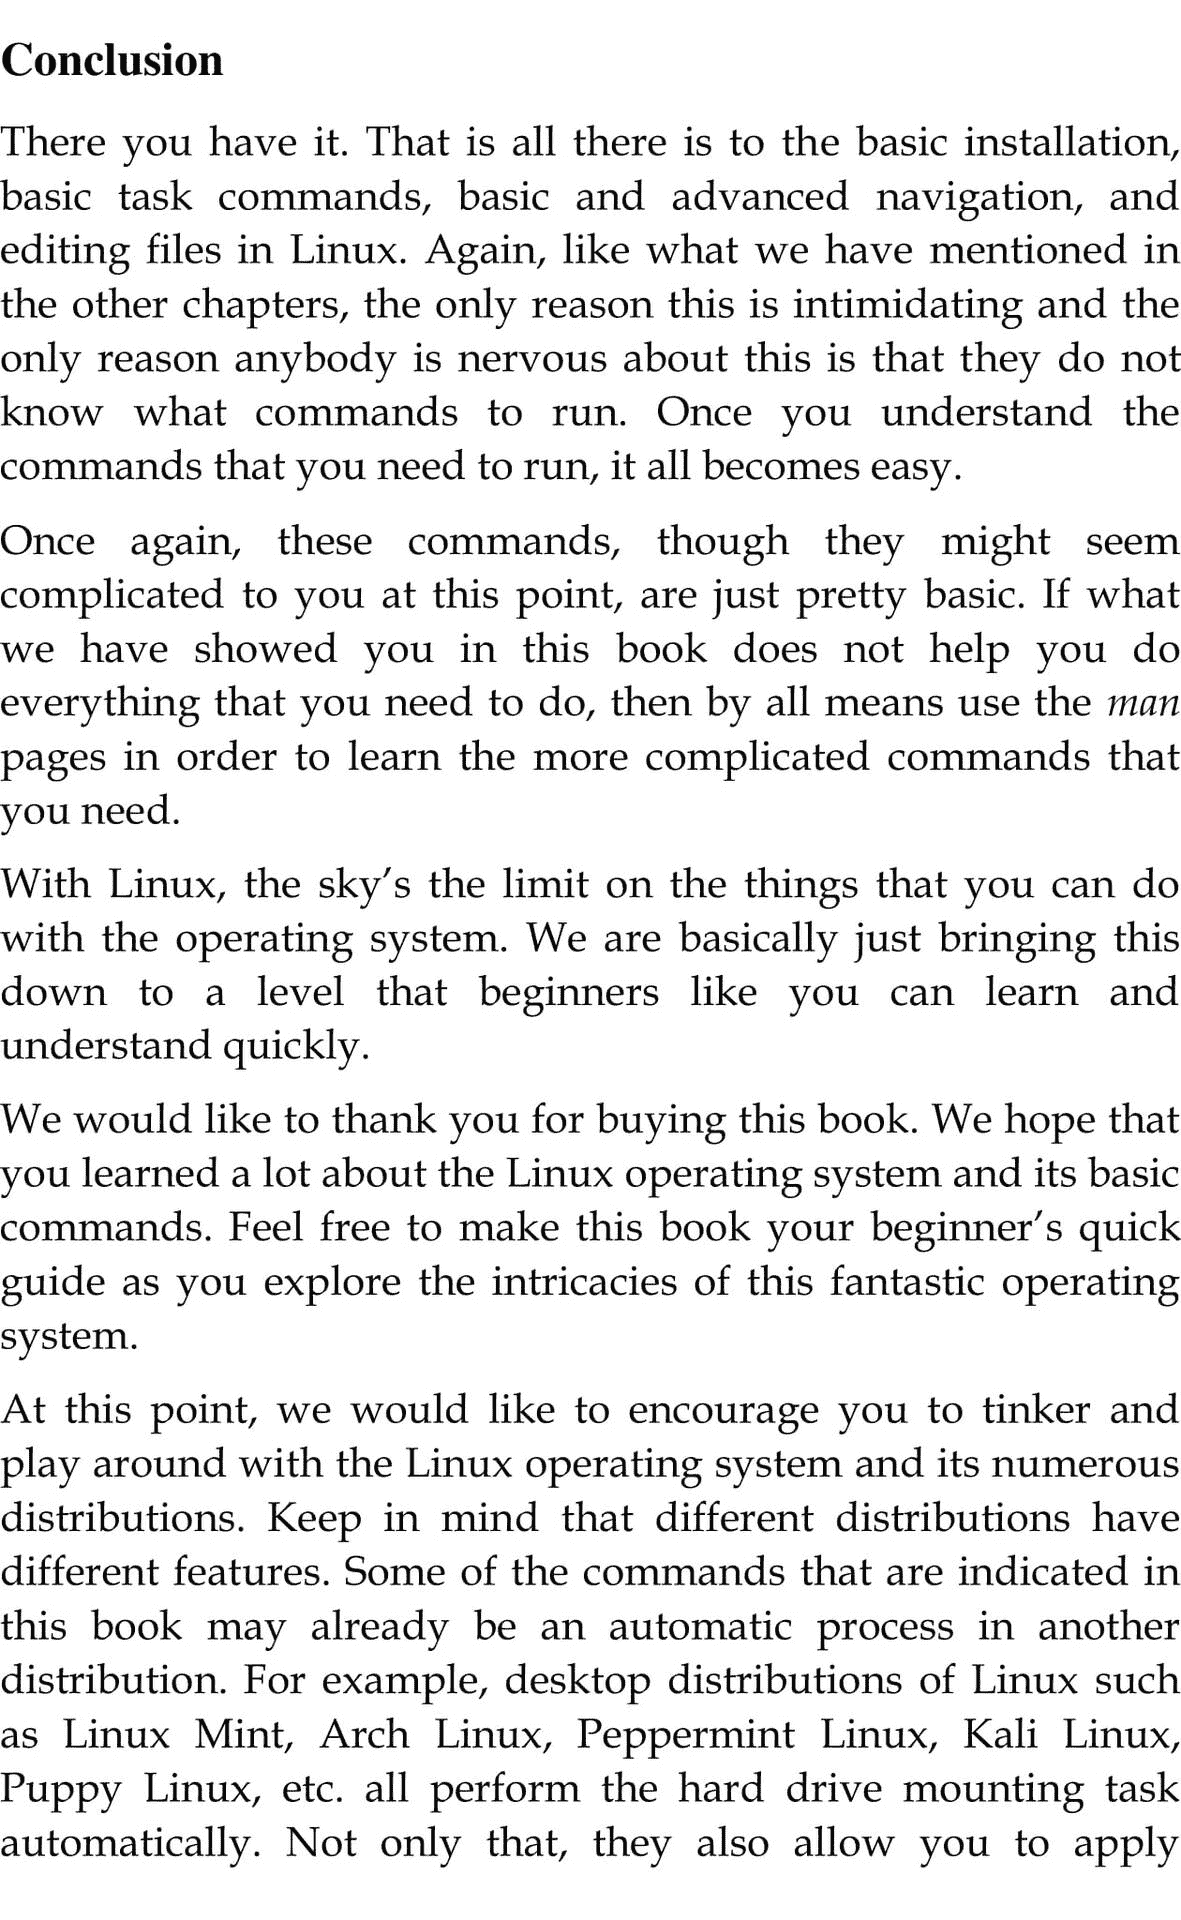 Conclusion
There you have it. That is all there is to the basic installation,
basic task commands, basic and advanced navigation, and
editing files in Linux. Again, like what we have mentioned in
the other chapters, the only reason this is intimidating and the
only reason anybody is nervous about this is that they do not
know what commands to run. Once you understand the
commands that you need to run, it all becomes easy.
Once again, these commands, though they might seem
complicated to you at this point, are just pretty basic. If what
we have showed you in this book does not help you do
everything that you need to do, then by all means use the man
pages in order to learn the more complicated commands that
you need.
With Linux, the sky’s the limit on the things that you can do
with the operating system. We are basically just bringing this
down to a level that beginners like you can learn and
understand quickly.
We would like to thank you for buying this book. We hope that
you learned a lot about the Linux operating system and its basic
commands. Feel free to make this book your beginner’s quick
guide as you explore the intricacies of this fantastic operating
system.
At this point, we would like to encourage you to tinker and
play around with the Linux operating system and its numerous
distributions. Keep in mind that different distributions have
different features. Some of the commands that are indicated in
this book may already be an automatic process in another
distribution. For example, desktop distributions of Linux such
as Linux Mint, Arch Linux, Peppermint Linux, Kali Linux,
Puppy Linux, etc. all perform the hard drive mounting task
automatically. Not only that, they also allow you to apply